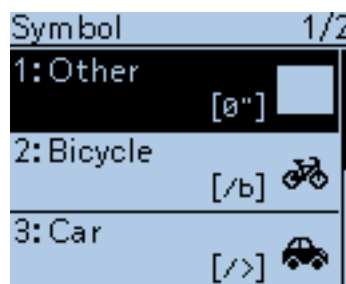 Symbol 1/2
1:Other
[0"]
2:Bicycle
[/b]
3:Car
[/>]